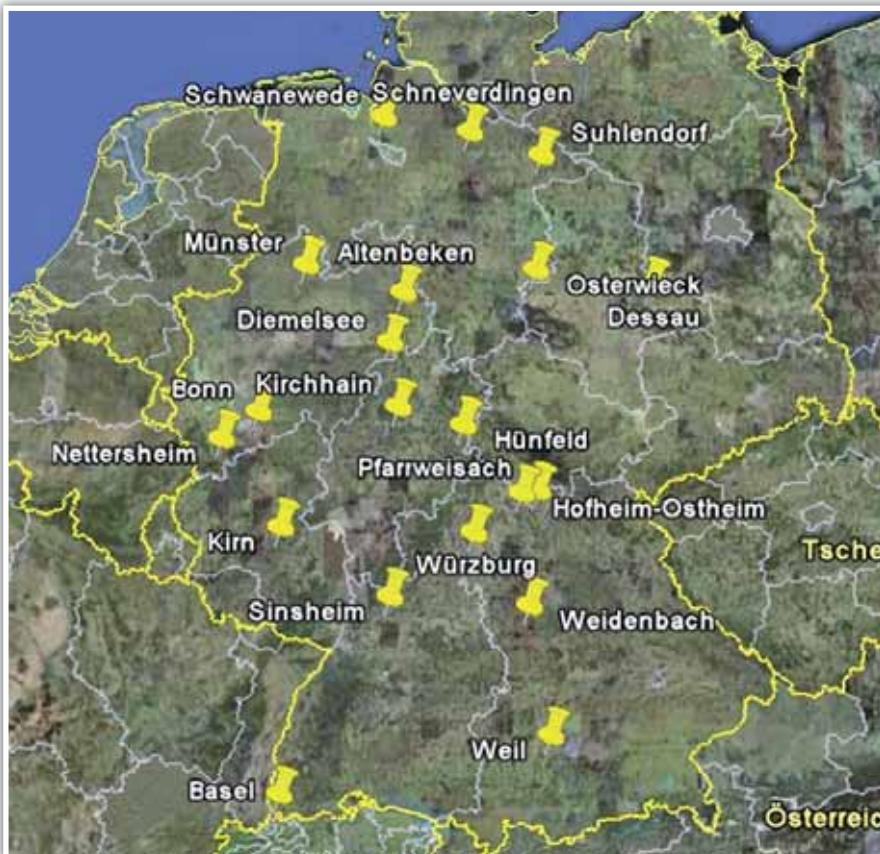 Schwanewede
Schneverdingen
Suhlendorf
Münster
Altenbeken
Osterwieck
Dessau
Diemelsee
Bonn
Kirchhain
Nettersheim
Hünfeld
Pfarrweisach
Hofheim-Ostheim
Kirn
Tsche
Würzburg
Sinsheim
Weidenbach
Weil
Basel
Österreic